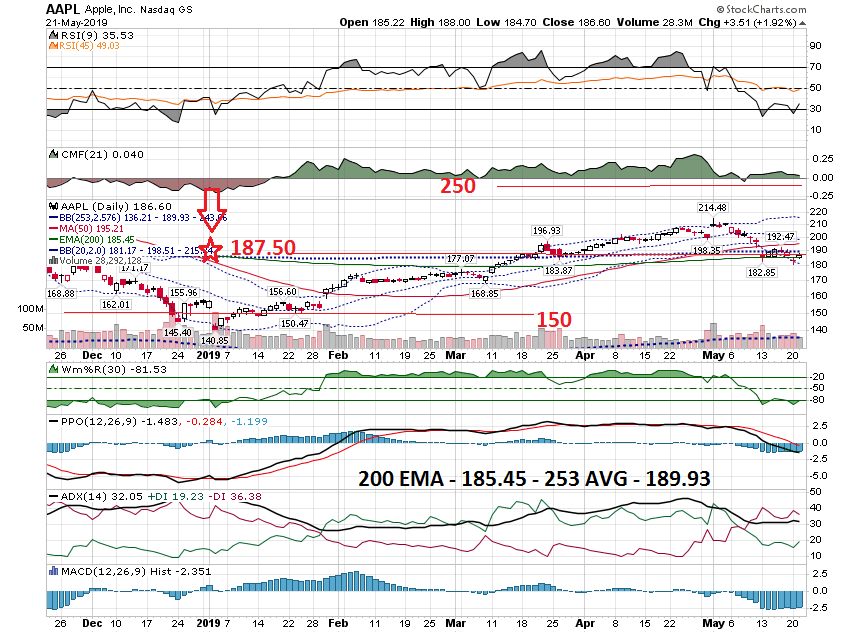 AAPL Apple, Inc. Nasdaq GS © StockCharts.com
21-May-2019 Open 185.22 High 188.00 Low 184.70 Close 186.60 Volume 28.3M Chg +3.51 (+1.92%)
RSI(9) 35.53
RSI(45) 49.03
90
70
50
30
10
CMF(21) 0.040
0.25
0.00
-0.25
250
AAPL (Daily) 186.60
BB(253,2.576) 136.21 - 189.93 - 243.66
MA(50) 195.21
EMA(200) 185.45
BB(20,2.0) 181.17 - 198.51 - 215.
Volume 28,292,128
187.50
214.48
196.93
192.47
198.35
177.07
183.87
182.85
171.17
168.88
162.01
155.96
156.60
168.85
150.47
145.40
140.85
150
220
210
200
190
180
170
160
150
140
100M
50M
26 Dec 10 17 24 2019 7 14 22 28 Feb 11 19 25 Mar 11 18 25 Apr 8 15 22 May 6 13 20
Wm%R(30) -81.53
-20
-50
-80
PPO(12,26,9) -1.483, -0.284, -1.199
2.5
0.0
-2.5
-5.0
200 EMA - 185.45 - 253 AVG - 189.93
ADX(14) 32.05 +DI 19.23 -DI 36.38
50
40
30
20
10
MACD(12,26,9) Hist -2.351
2.5
0.0
-2.5
26 Dec 10 17 24 2019 7 14 22 28 Feb 11 19 25 Mar 11 18 25 Apr 8 15 22 May 6 13 20